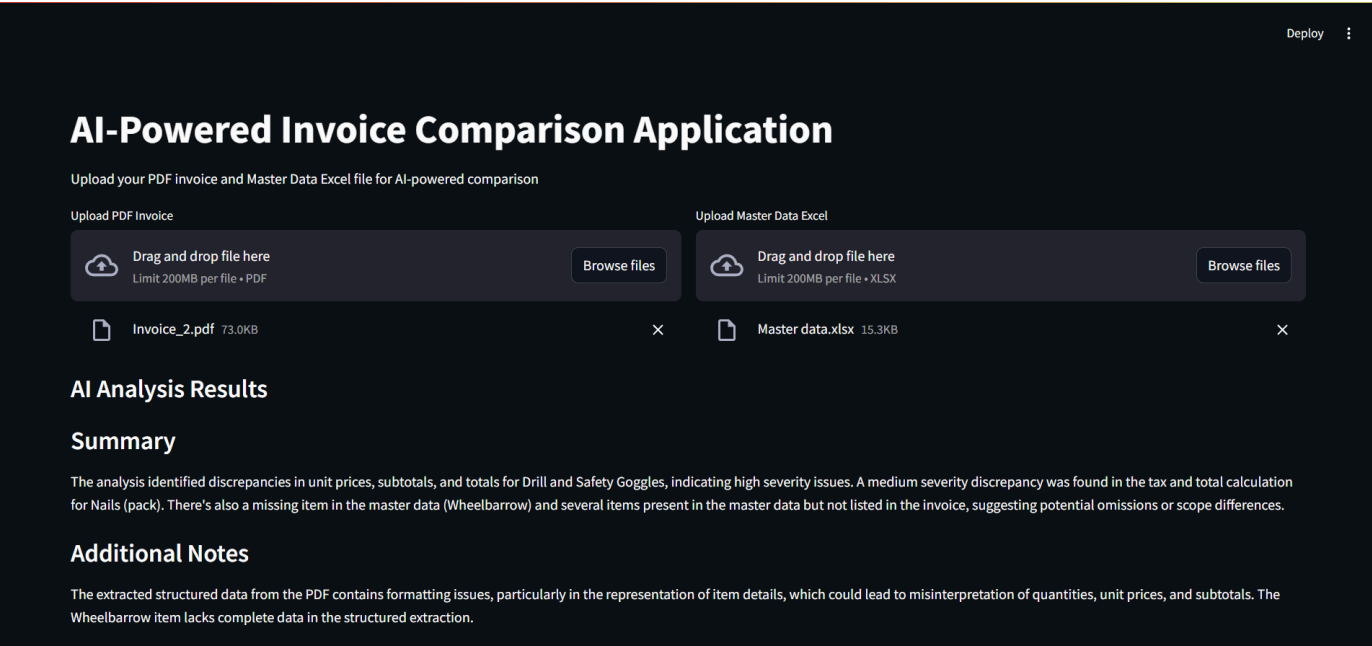 Deploy
AI-Powered Invoice Comparison Application
Upload your PDF invoice and Master Data Excel file for AI-powered comparison
Upload PDF Invoice
Drag and drop file here
Limit 200MB per file • PDF
Browse files
Invoice_2.pdf 73.0KB
Upload Master Data Excel
Drag and drop file here
Limit 200MB per file • XLSX
Browse files
Master data.xlsx 15.3KB
AI Analysis Results
Summary
The analysis identified discrepancies in unit prices, subtotals, and totals for Drill and Safety Goggles, indicating high severity issues. A medium severity discrepancy was found in the tax and total calculation
for Nails (pack). There's also a missing item in the master data (Wheelbarrow) and several items present in the master data but not listed in the invoice, suggesting potential omissions or scope differences.
Additional Notes
The extracted structured data from the PDF contains formatting issues, particularly in the representation of item details, which could lead to misinterpretation of quantities, unit prices, and subtotals. The
Wheelbarrow item lacks complete data in the structured extraction.